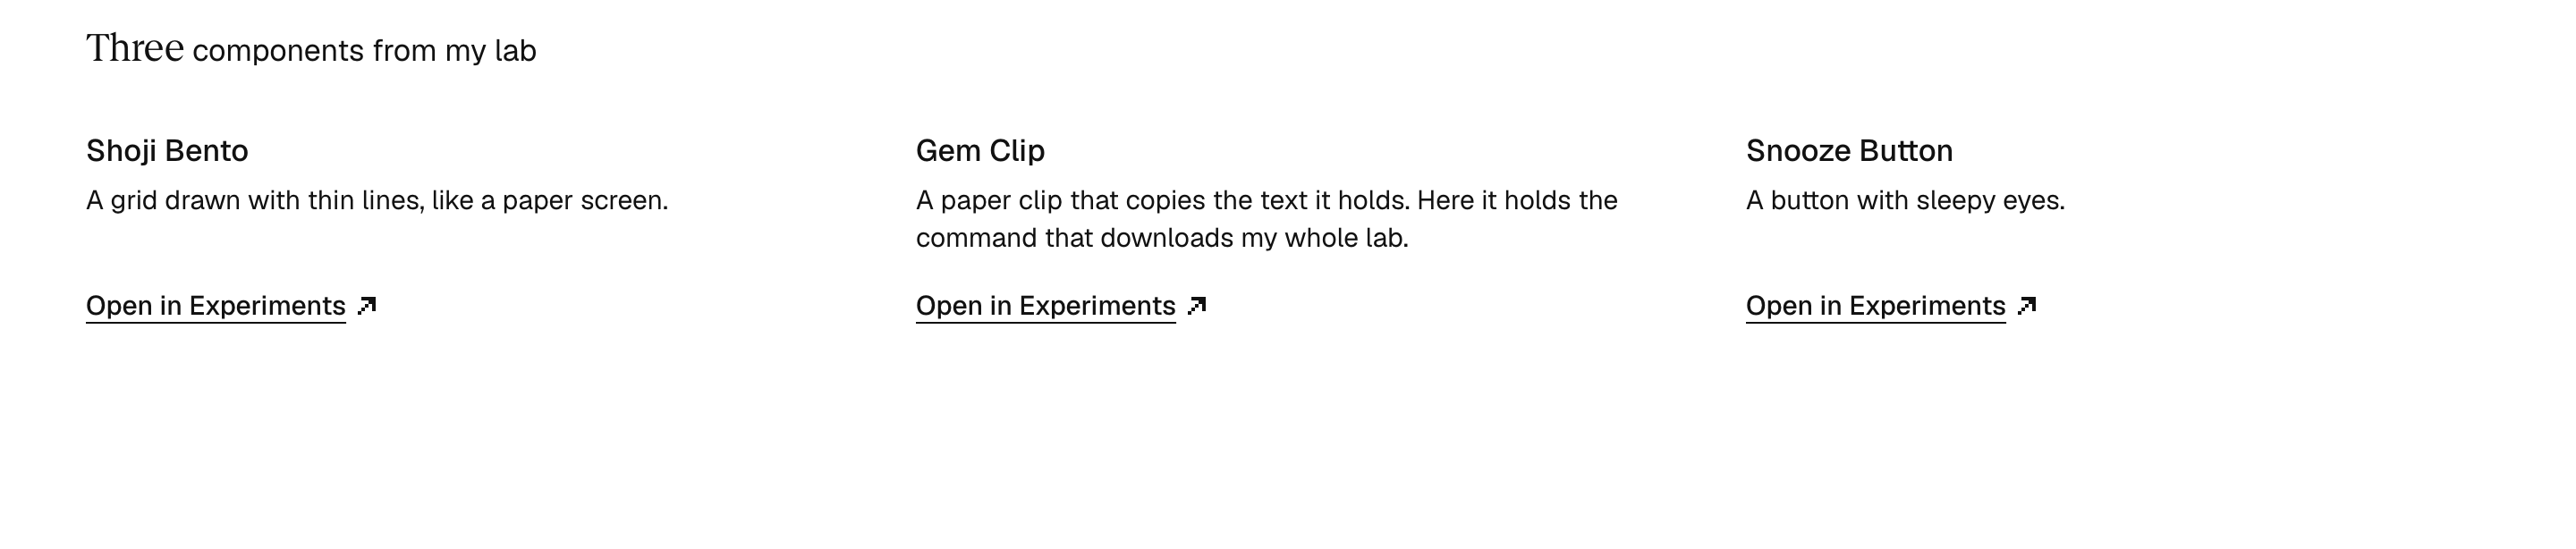 Three components from my lab
Shoji Bento
A grid drawn with thin lines, like a paper screen.
Open in Experiments
Gem Clip
A paper clip that copies the text it holds. Here it holds the
command that downloads my whole lab.
Open in Experiments
Snooze Button
A button with sleepy eyes.
Open in Experiments